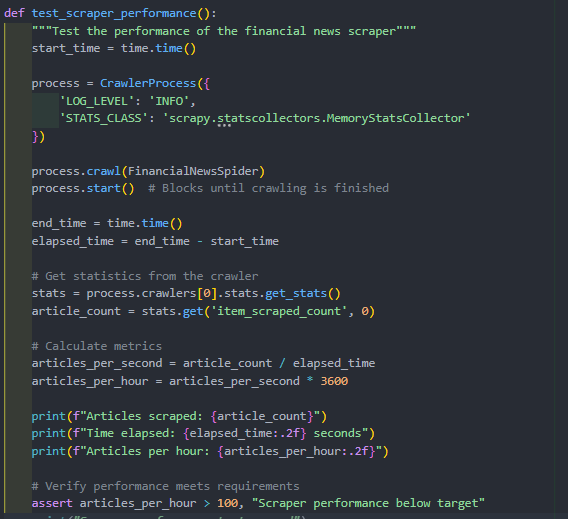 def test_scraper_performance():
    """Test the performance of the financial news scraper"""
    start_time = time.time()

    process = CrawlerProcess({
        'LOG_LEVEL': 'INFO',
        'STATS_CLASS': 'scrapy.statscollectors.MemoryStatsCollector'
    })

    process.crawl(FinancialNewsSpider)
    process.start()  # Blocks until crawling is finished

    end_time = time.time()
    elapsed_time = end_time - start_time

    # Get statistics from the crawler
    stats = process.crawlers[0].stats.get_stats()
    article_count = stats.get('item_scraped_count', 0)

    # Calculate metrics
    articles_per_second = article_count / elapsed_time
    articles_per_hour = articles_per_second * 3600

    print(f"Articles scraped: {article_count}")
    print(f"Time elapsed: {elapsed_time:.2f} seconds")
    print(f"Articles per hour: {articles_per_hour:.2f}")

    # Verify performance meets requirements
    assert articles_per_hour > 100, "Scraper performance below target"